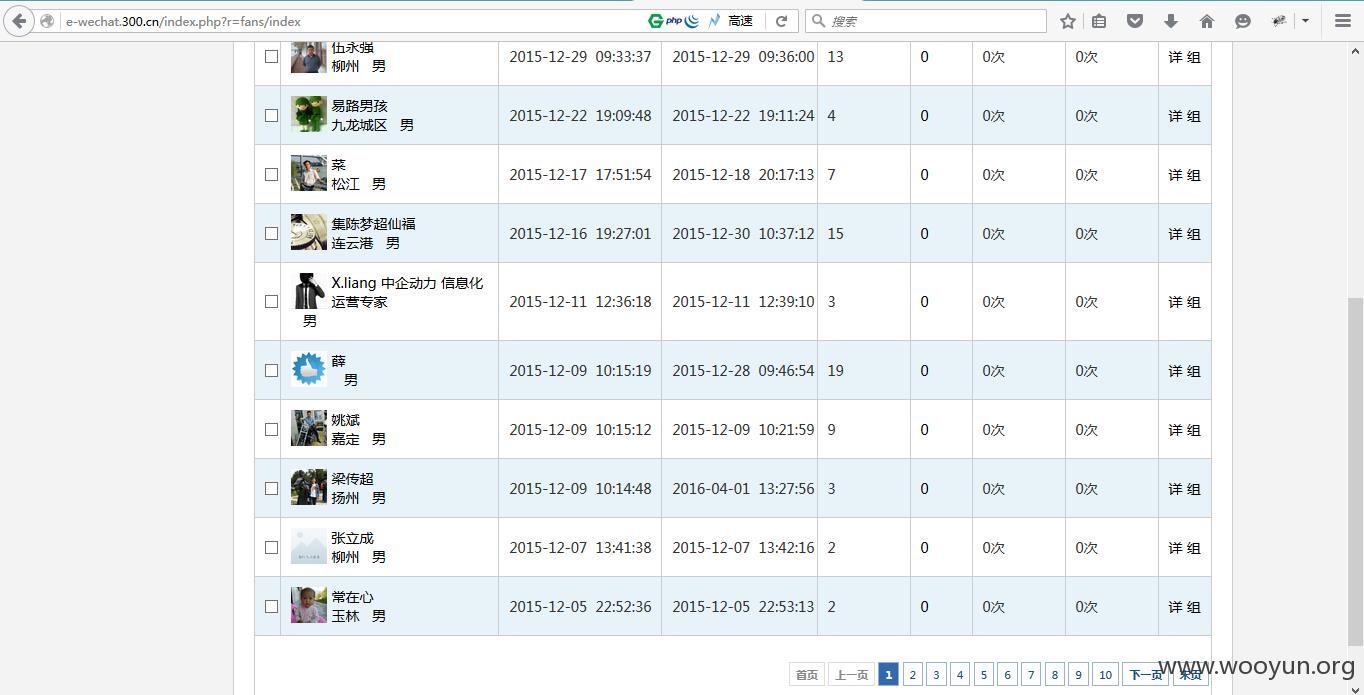 e-wechat.300.cn/index.php?r=fans/index
php
高速
搜索
伍永强
柳州 男
2015-12-29 09:33:37
2015-12-29 09:36:00
13
0
0次
0次
详 组
易路男孩
九龙城区 男
2015-12-22 19:09:48
2015-12-22 19:11:24
4
0
0次
0次
详 组
菜
松江 男
2015-12-17 17:51:54
2015-12-18 20:17:13
7
0
0次
0次
详 组
集陈梦超仙福
连云港 男
2015-12-16 19:27:01
2015-12-30 10:37:12
15
0
0次
0次
详 组
X.liang 中企动力 信息化
运营专家
男
2015-12-11 12:36:18
2015-12-11 12:39:10
3
0
0次
0次
详 组
薛
男
2015-12-09 10:15:19
2015-12-28 09:46:54
19
0
0次
0次
详 组
姚斌
嘉定 男
2015-12-09 10:15:12
2015-12-09 10:21:59
9
0
0次
0次
详 组
梁传超
扬州 男
2015-12-09 10:14:48
2016-04-01 13:27:56
3
0
0次
0次
详 组
张立成
柳州 男
2015-12-07 13:41:38
2015-12-07 13:42:16
2
0
0次
0次
详 组
常在心
玉林 男
2015-12-05 22:52:36
2015-12-05 22:53:13
2
0
0次
0次
详 组
首页 上一页 1 2 3 4 5 6 7 8 9 10 下一页 末页
www.wooyun.org